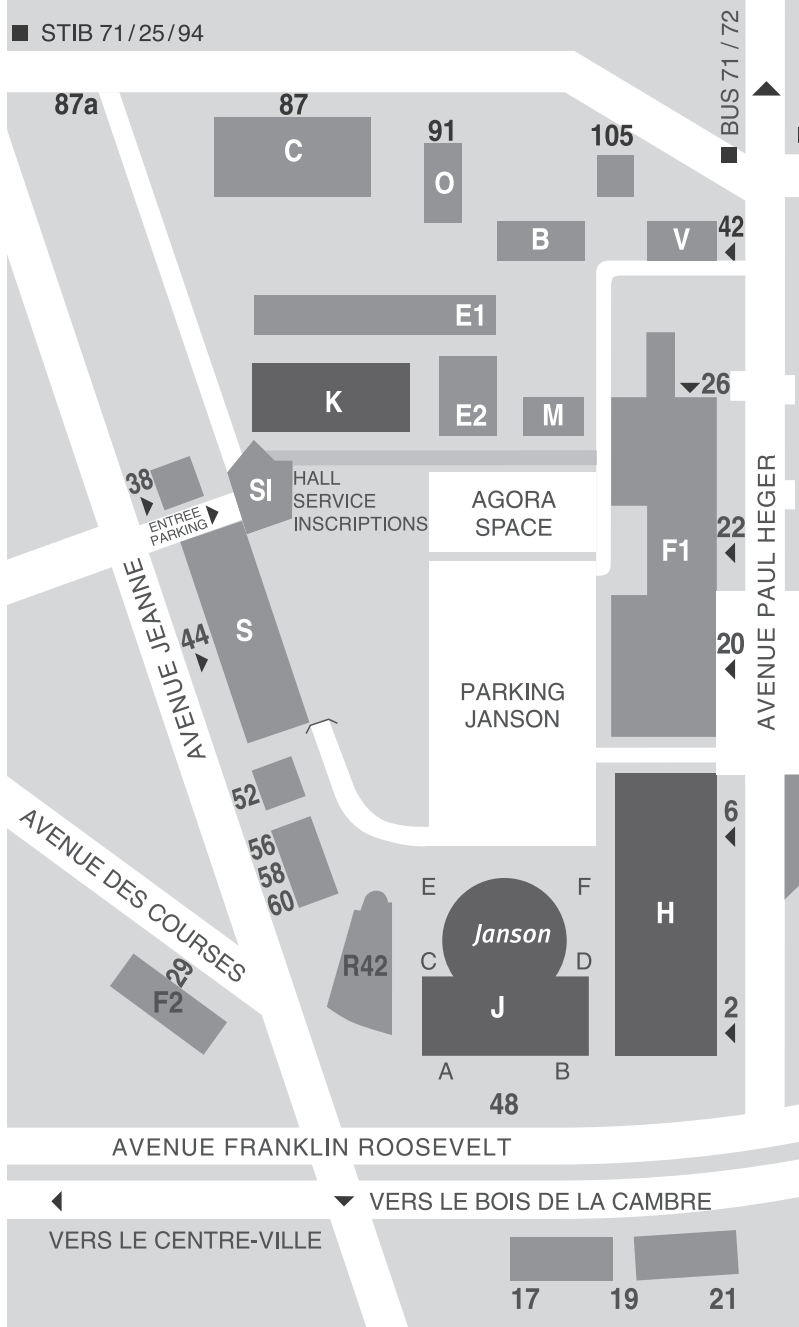 STIB 71/25/94
BUS 71/72
87a
87
C
91
O
105
B
V
42
E1
K
E2
M
26
38
ENTREE
PARKING
SI
HALL
SERVICE
INSCRIPTIONS
AGORA
SPACE
F1
22
AVENUE PAUL HEGER
AVENUE JEANNE
44
S
20
PARKING
JANSON
52
6
AVENUE DES COURSES
56
58
60
E
F
H
Janson
R42
C
D
29
F2
J
2
A
B
48
AVENUE FRANKLIN ROOSEVELT
VERS LE BOIS DE LA CAMBRE
VERS LE CENTRE-VILLE
17
19
21